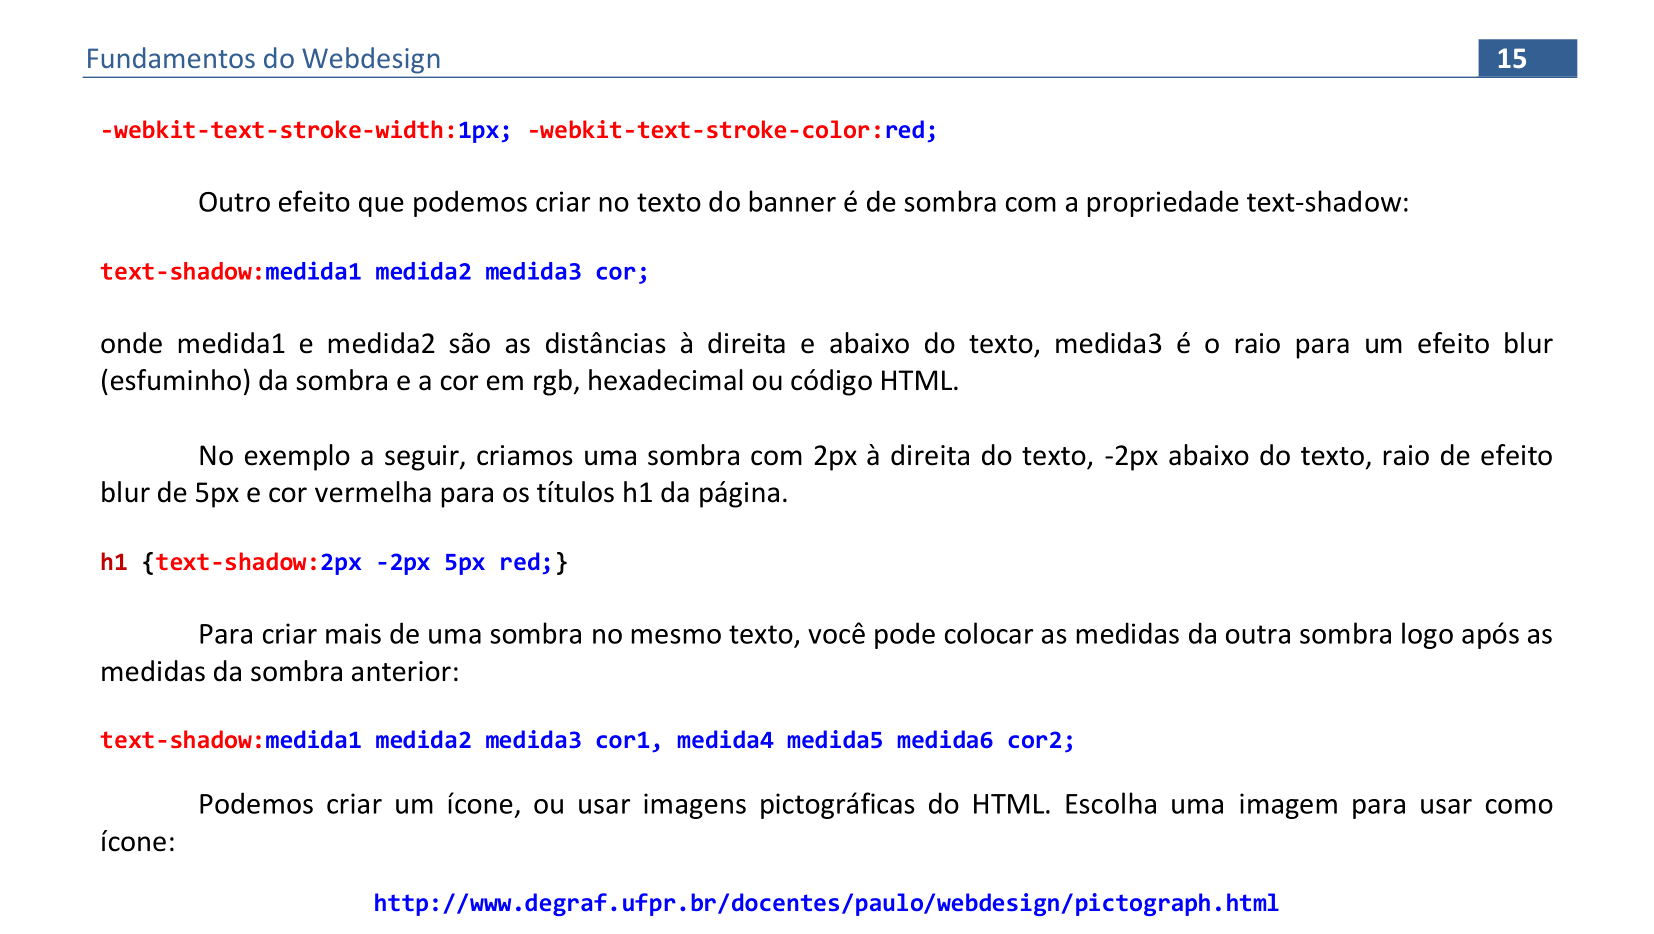 Fundamentos do Webdesign 15
-webkit-text-stroke-width:1px; -webkit-text-stroke-color:red;
Outro efeito que podemos criar no texto do banner é de sombra com a propriedade text-shadow:
text-shadow:medida1 medida2 medida3 cor;
onde medida1 e medida2 são as distâncias à direita e abaixo do texto, medida3 é o raio para um efeito blur
(esfuminho) da sombra e a cor em rgb, hexadecimal ou código HTML.
No exemplo a seguir, criamos uma sombra com 2px à direita do texto, -2px abaixo do texto, raio de efeito
blur de 5px e cor vermelha para os títulos h1 da página.
h1 {text-shadow:2px -2px 5px red;}
Para criar mais de uma sombra no mesmo texto, você pode colocar as medidas da outra sombra logo após as
medidas da sombra anterior:
text-shadow:medida1 medida2 medida3 cor1, medida4 medida5 medida6 cor2;
Podemos criar um ícone, ou usar imagens pictográficas do HTML. Escolha uma imagem para usar como
ícone:
http://www.degraf.ufpr.br/docentes/paulo/webdesign/pictograph.html